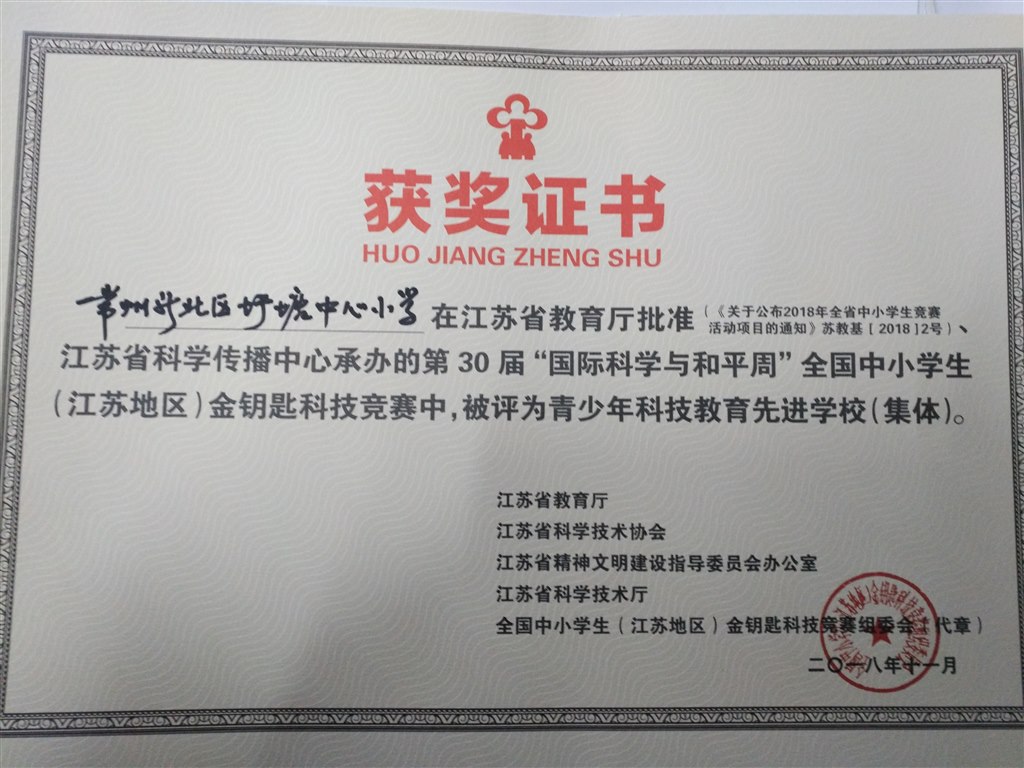 获奖证书
HUO JIANG ZHENG SHU
常州新北区圩塘中心小学 在江苏省教育厅批准(《关于公布2018年全省中小学生竞赛活动项目的通知》苏教基[2018]2号)、
江苏省科学传播中心承办的第30届“国际科学与和平周”全国中小学生
(江苏地区)金钥匙科技竞赛中,被评为青少年科技教育先进学校(集体)。
江苏省教育厅
江苏省科学技术协会
江苏省精神文明建设指导委员会办公室
江苏省科学技术厅
全国中小学生(江苏地区)金钥匙科技竞赛组委会(代章)
二〇一八年十一月